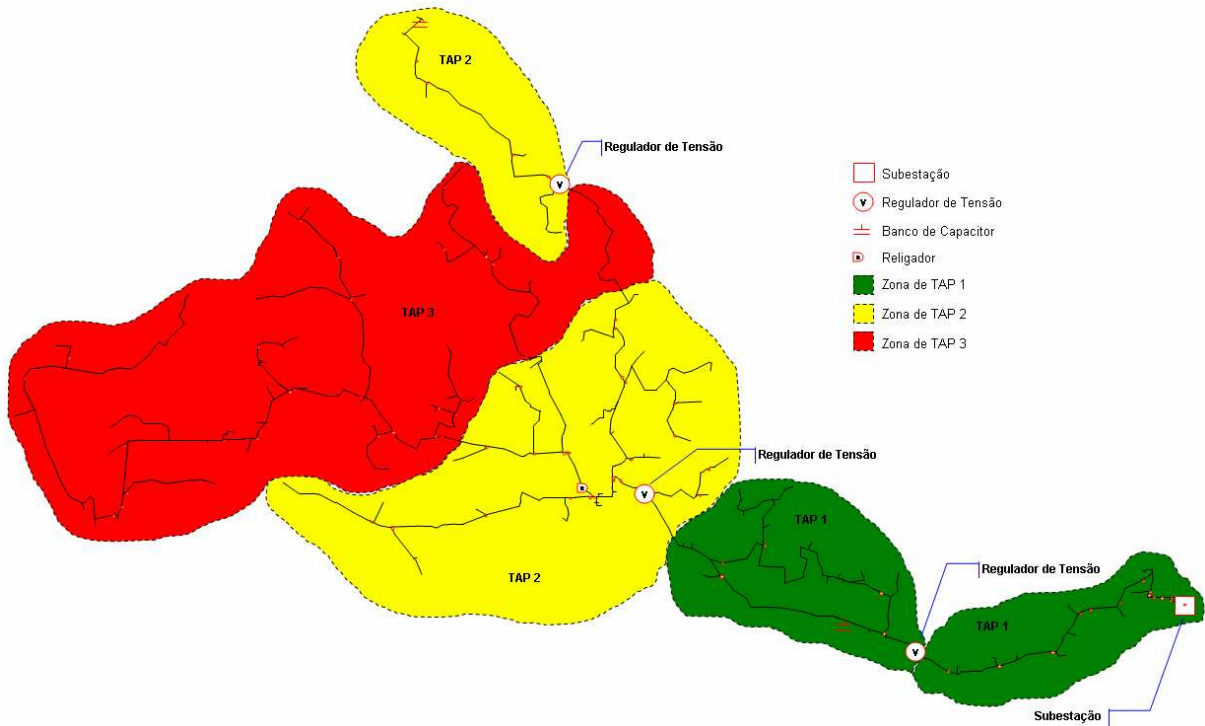 TAP 2
Regulador de Tensão
Subestação
V
Regulador de Tensão
V
Banco de Capacitor
R
Religador
Zona de TAP 1
TAP 3
Zona de TAP 2
Zona de TAP 3
Regulador de Tensão
R
V
TAP 1
TAP 2
Regulador de Tensão
TAP 1
V
Subestação